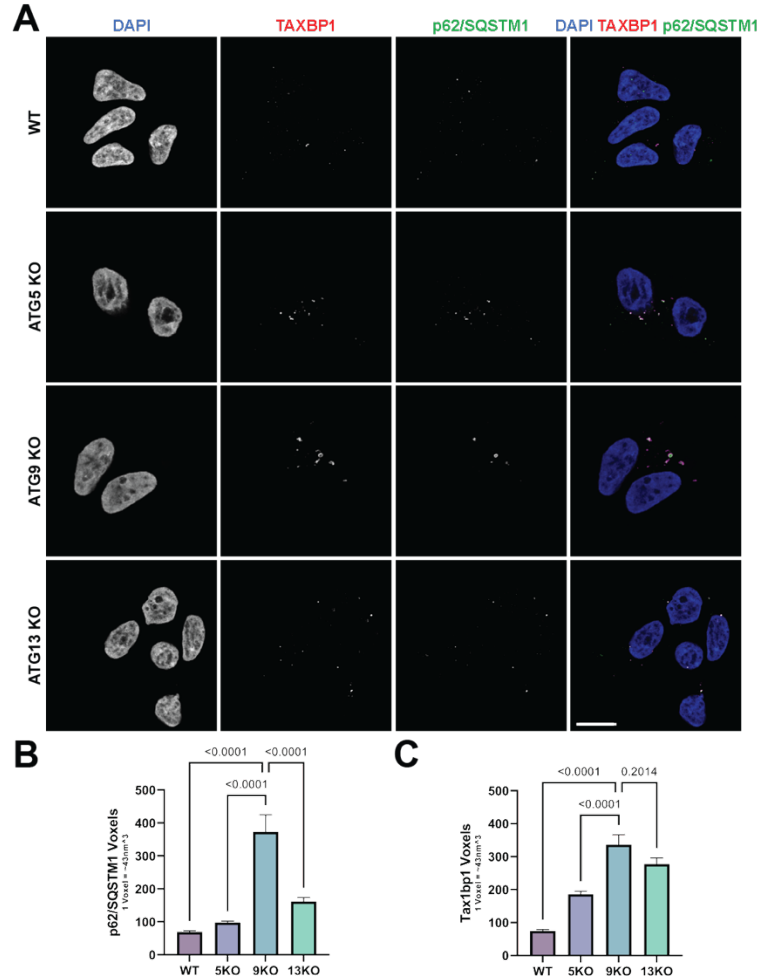 A
DAPI TAXBP1 p62/SQSTM1 DAPI TAXBP1 p62/SQSTM1
WT
ATG5 KO
ATG9 KO
ATG13 KO
B
<0.0001 <0.0001
<0.0001
p62/SQSTM1 Voxels
1 Voxel = ~43nm^3
500
400
300
200
100
0
WT 5KO 9KO 13KO
C
<0.0001 0.2014
<0.0001
Tax1bp1 Voxels
1 Voxel = ~43nm^3
500
400
300
200
100
0
WT 5KO 9KO 13KO